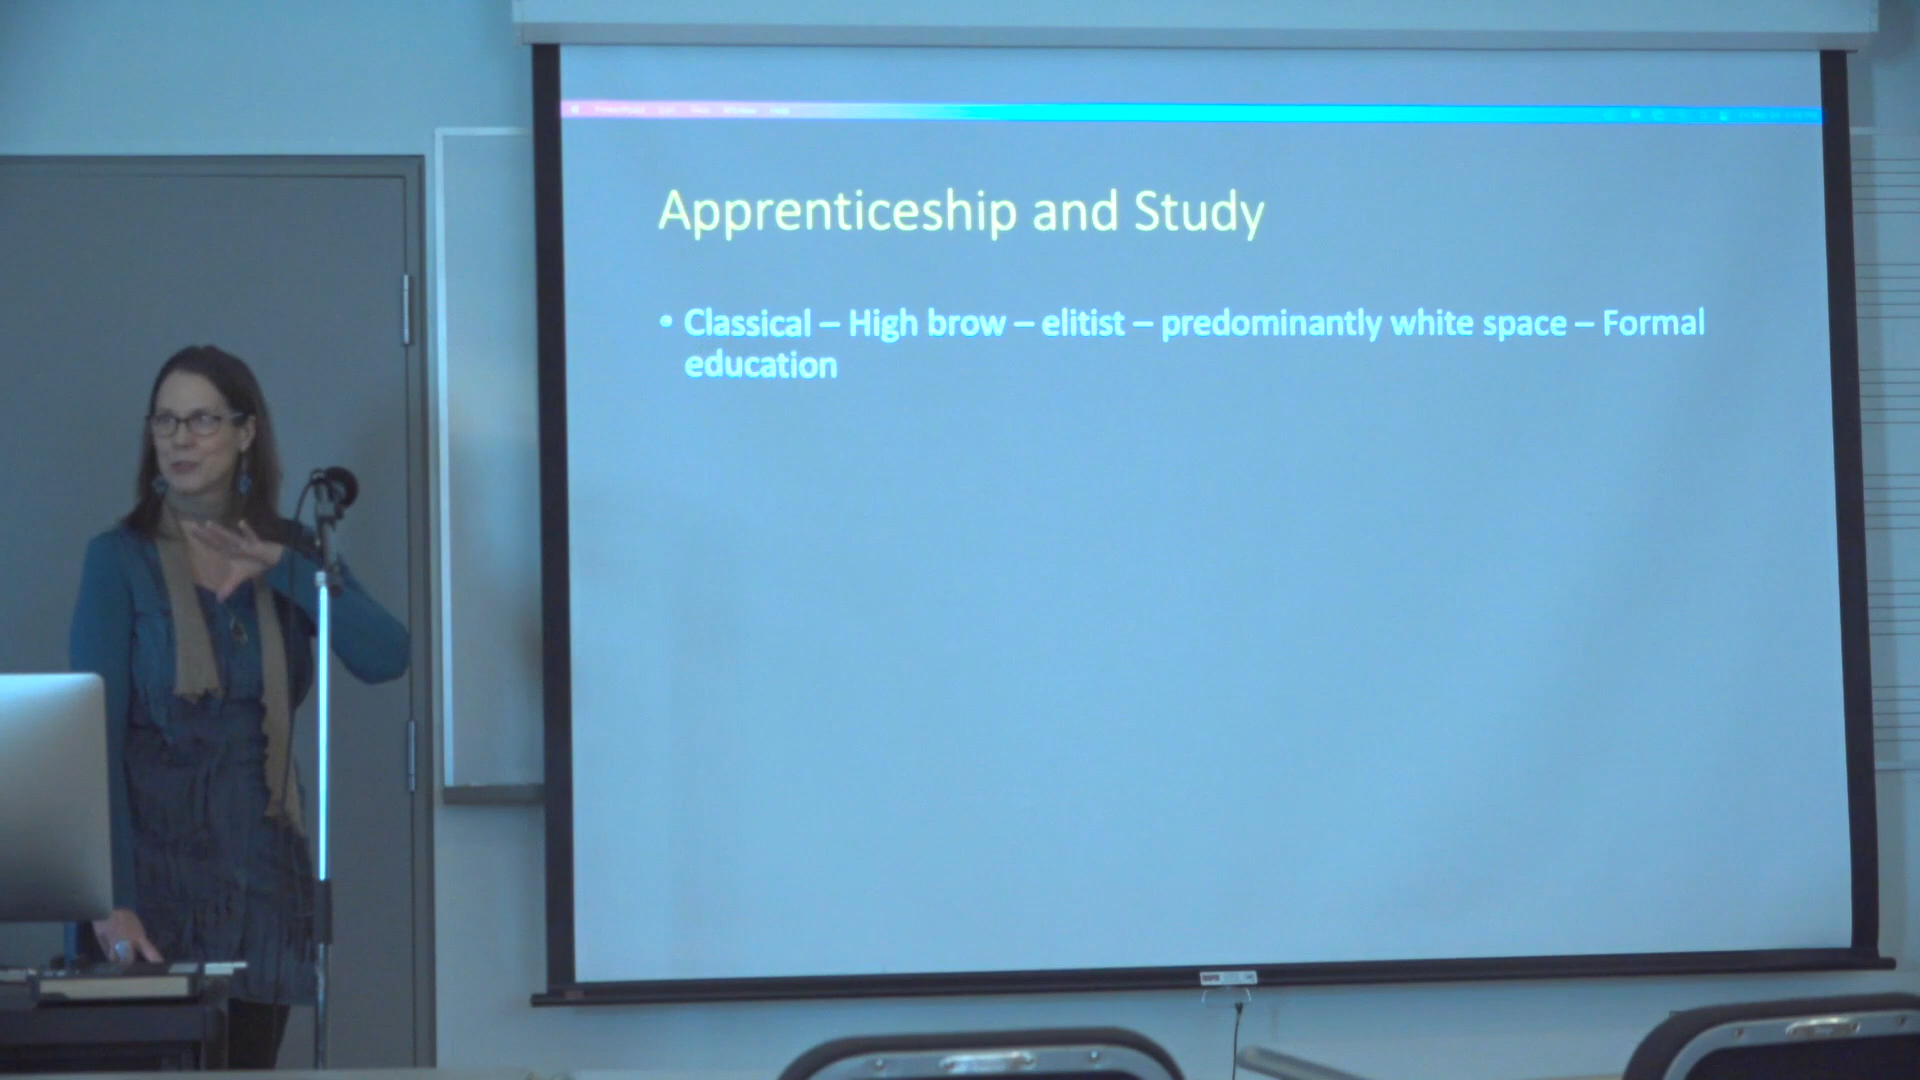 Apprenticeship and Study
• Classical – High brow – elitist – predominantly white space – Formal
education